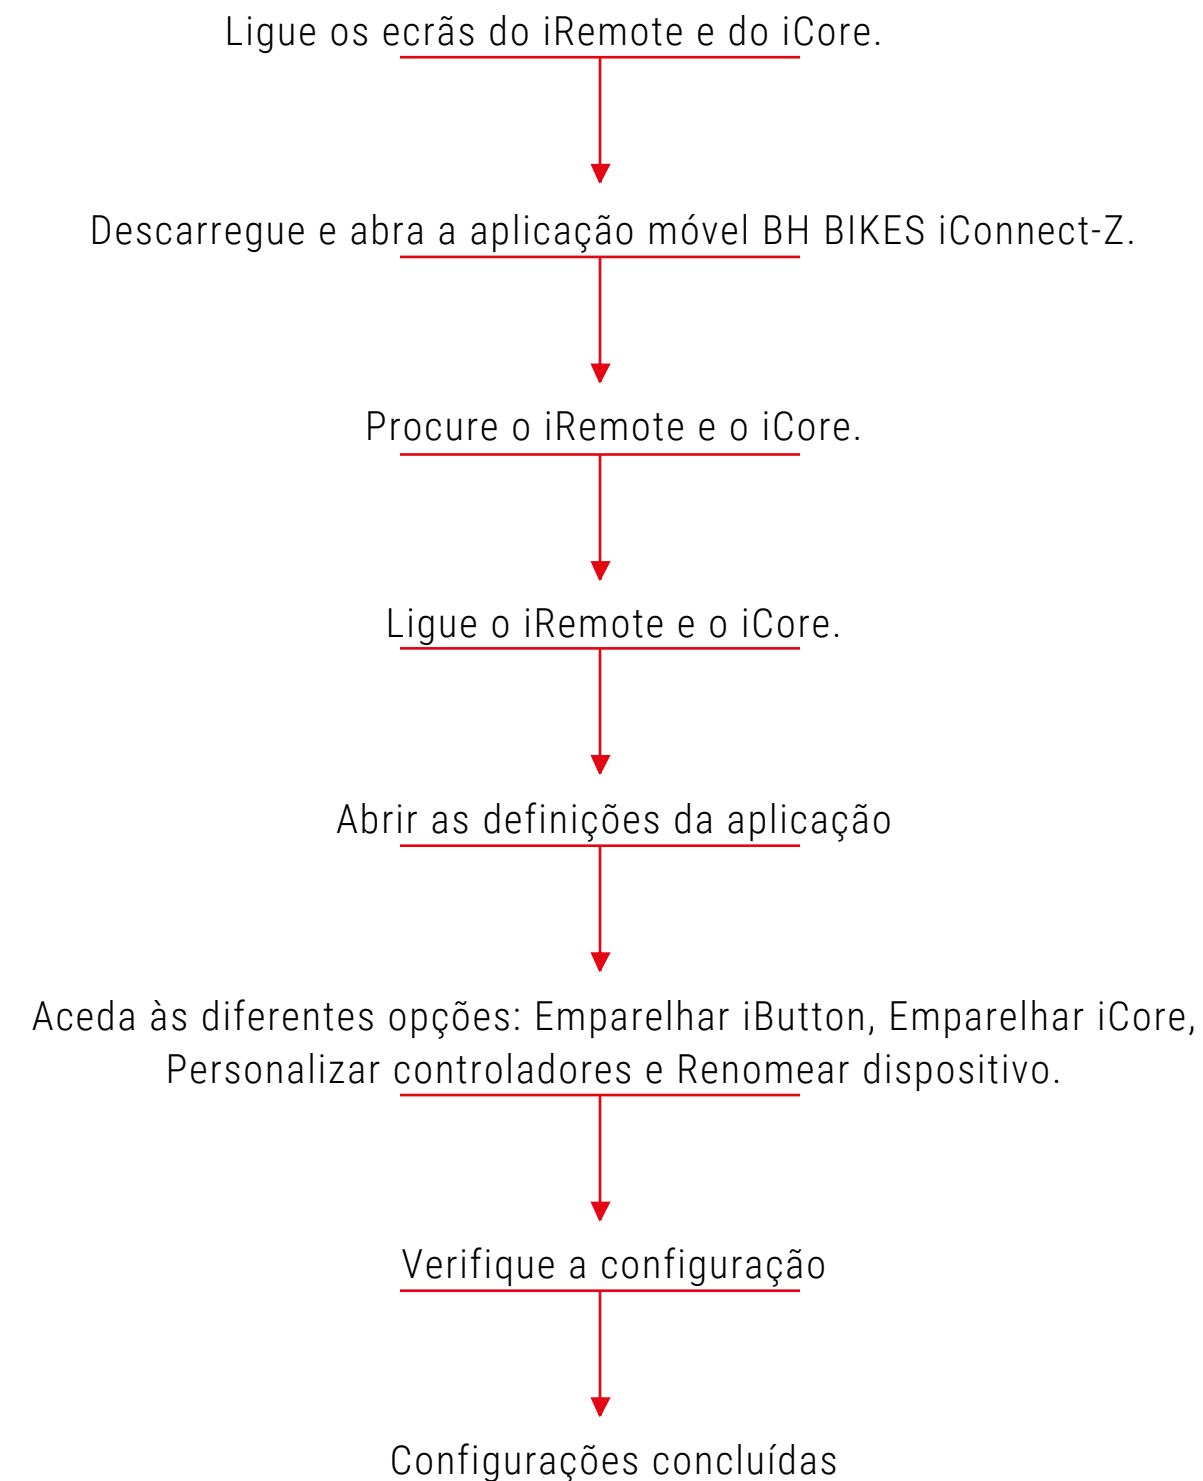 Ligue os ecrãs do iRemote e do iCore.
Descarregue e abra a aplicação móvel BH BIKES iConnect-Z.
Procure o iRemote e o iCore.
Ligue o iRemote e o iCore.
Abrir as definições da aplicação
Aceda às diferentes opções: Emparelhar iButton, Emparelhar iCore,
Personalizar controladores e Renomear dispositivo.
Verifique a configuração
Configurações concluídas